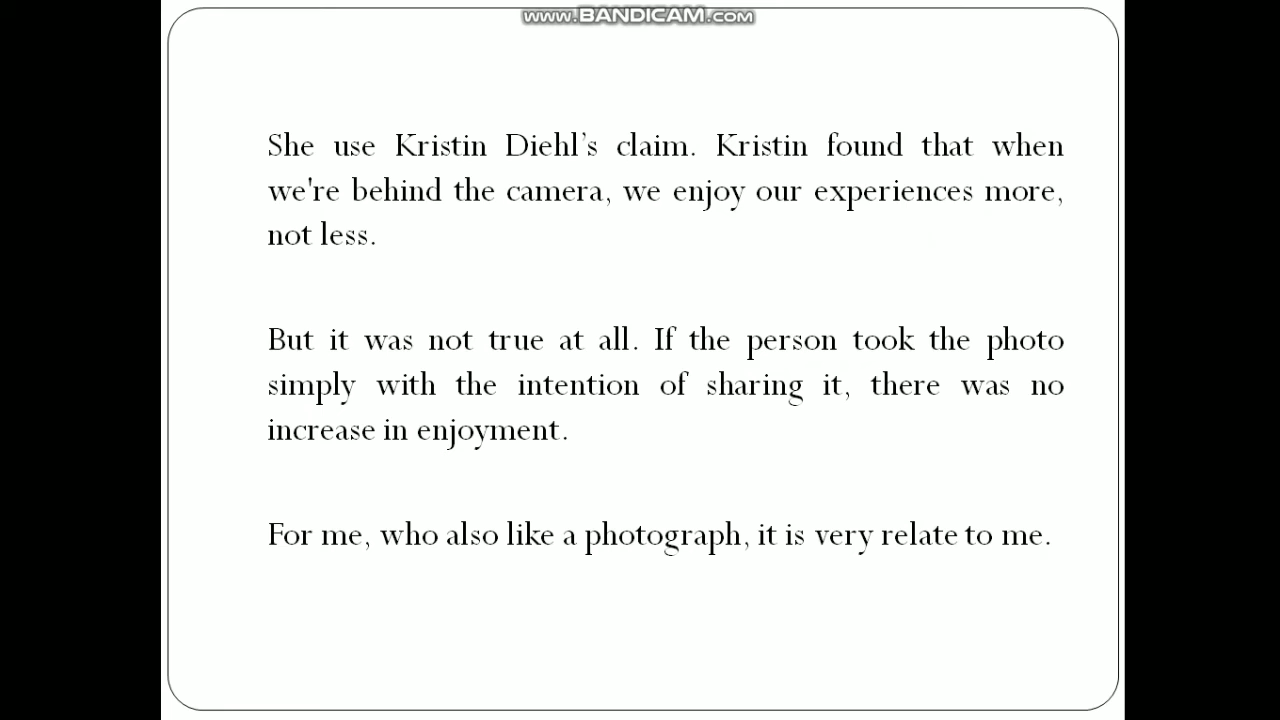 www.BANDICAM.com
She use Kristin Diehl's claim. Kristin found that when
we're behind the camera, we enjoy our experiences more,
not less.
But it was not true at all. If the person took the photo
simply with the intention of sharing it, there was no
increase in enjoyment.
For me, who also like a photograph, it is very relate to me.